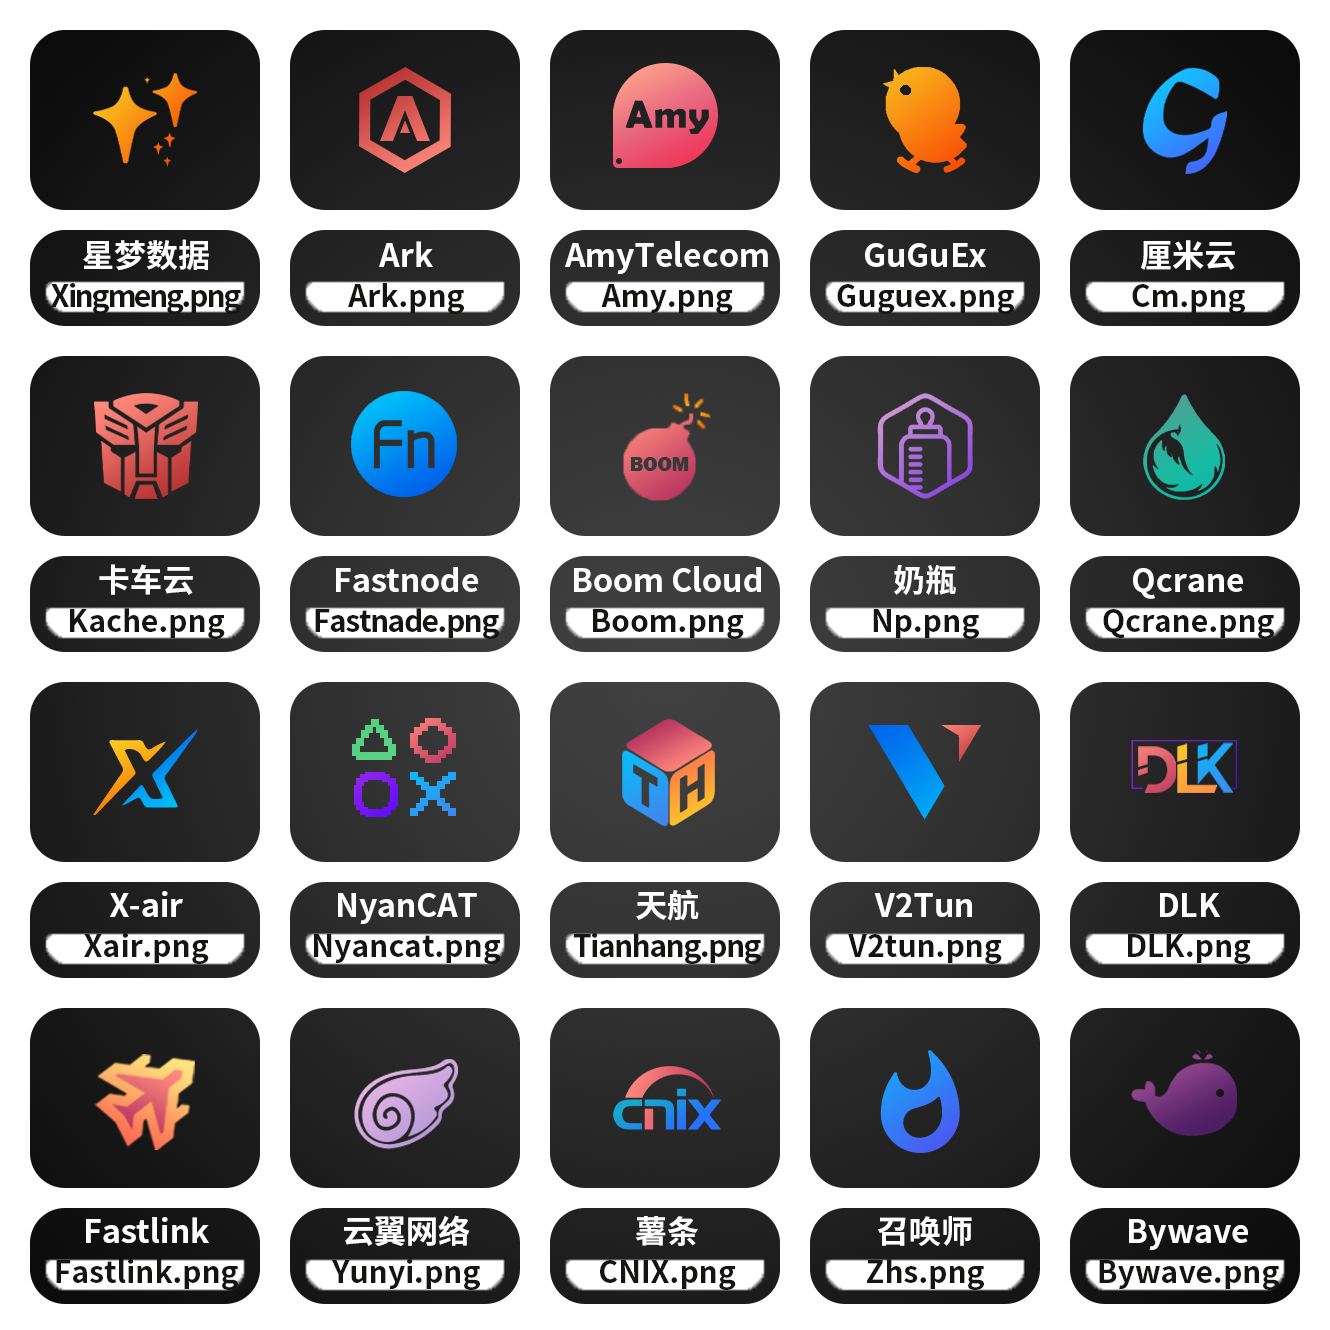 Amy
星梦数据
Xingmeng.png
Ark
Ark.png
AmyTelecom
Amy.png
GuGuEx
Guguex.png
厘米云
Cm.png
Fn
BOOM
卡车云
Kache.png
Fastnode
Fastnade.png
Boom Cloud
Boom.png
奶瓶
Np.png
Qcrane
Qcrane.png
TH
DLK
X-air
Xair.png
NyanCAT
Nyancat.png
天航
Tianhang.png
V2Tun
V2tun.png
DLK
DLK.png
cnix
Fastlink
Fastlink.png
云翼网络
Yunyi.png
薯条
CNIX.png
召唤师
Zhs.png
Bywave
Bywave.png